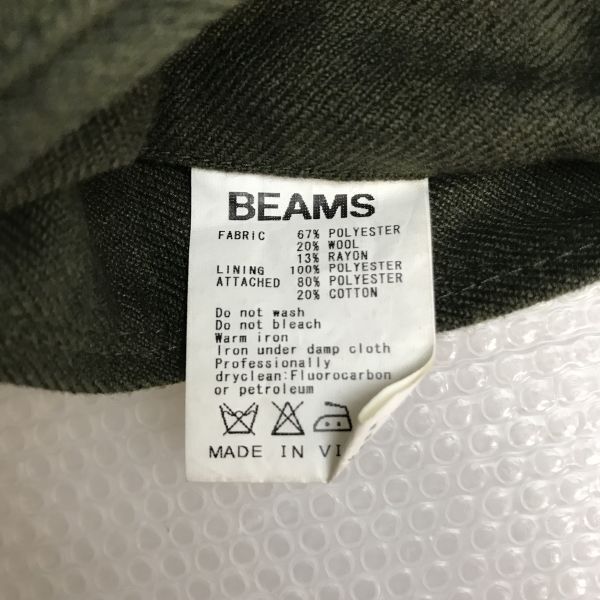 BEAMS
FABRIC 67% POLYESTER
20% WOOL
13% RAYON
LINING 100% POLYESTER
ATTACHED 80% POLYESTER
20% COTTON
Do not wash
Do not bleach
Warm iron
Iron under damp cloth
Professionally
dryclean:Fluorocarbon
or petroleum
MADE IN VI